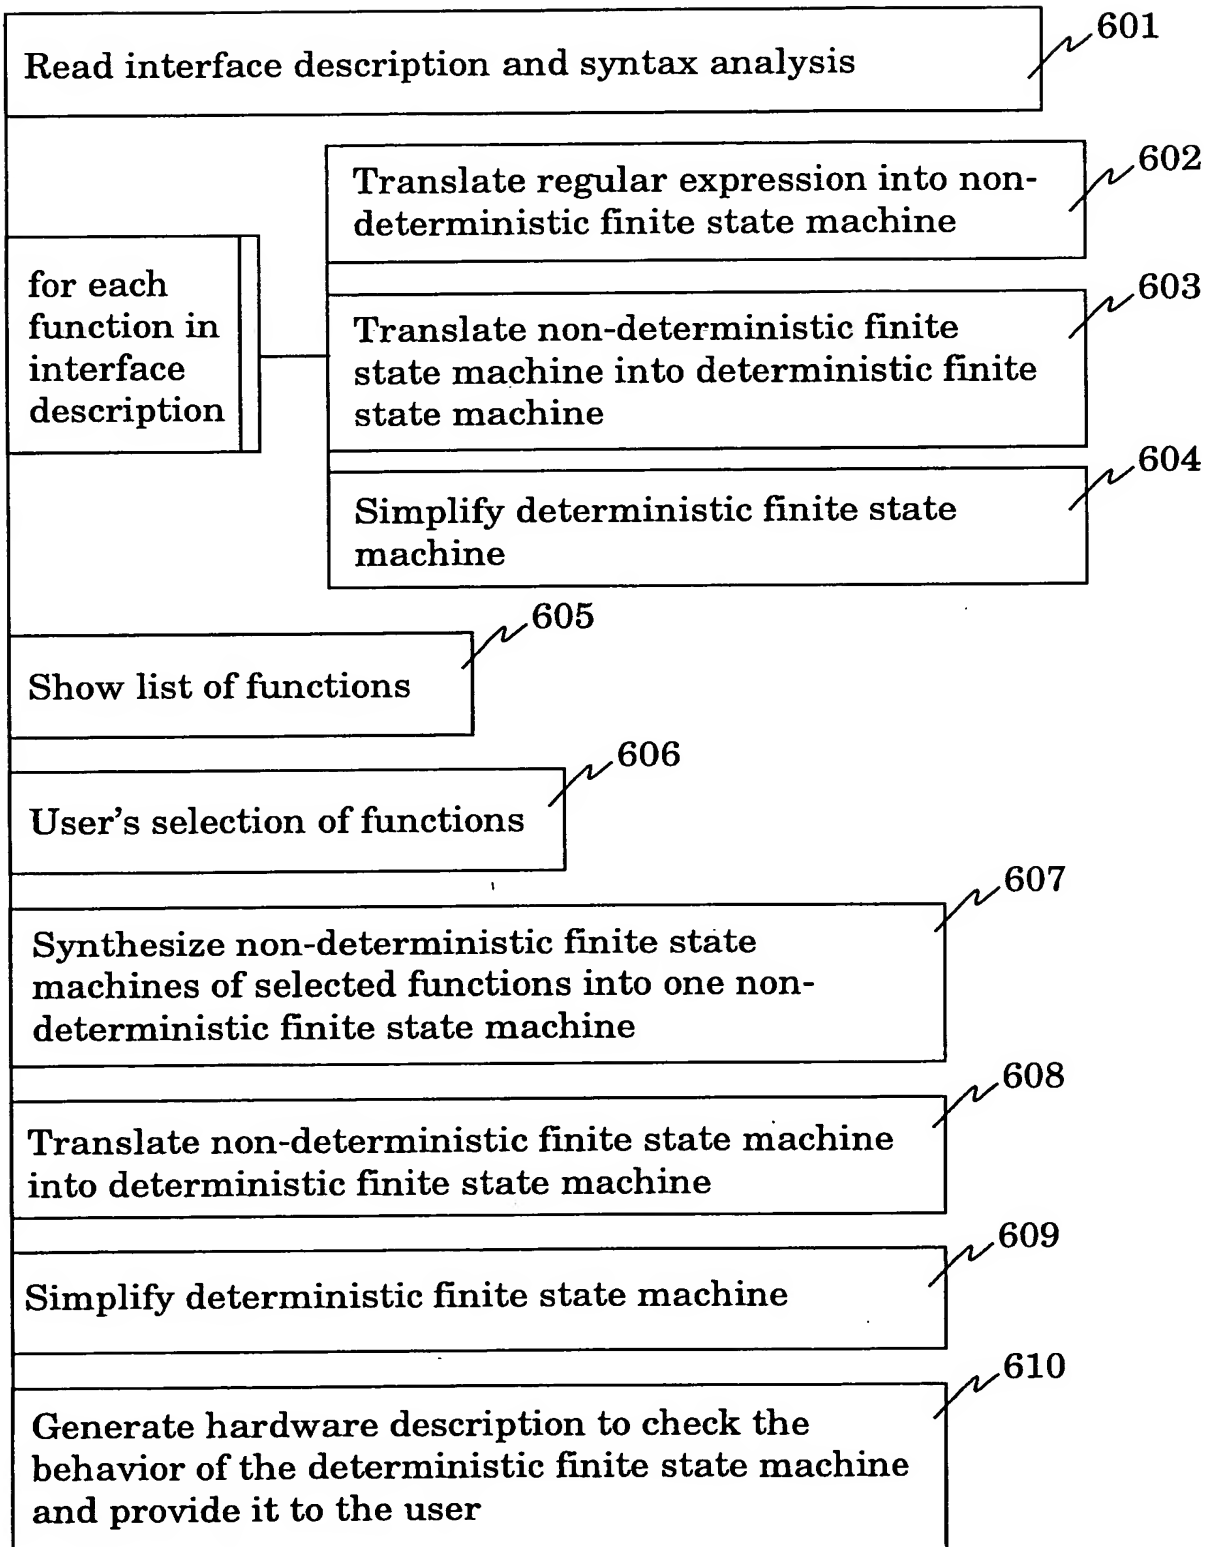 601
Read interface description and syntax analysis
602
Translate regular expression into non-
deterministic finite state machine
for each
function in
interface
description
603
Translate non-deterministic finite
state machine into deterministic finite
state machine
604
Simplify deterministic finite state
machine
605
Show list of functions
606
User's selection of functions
607
Synthesize non-deterministic finite state
machines of selected functions into one non-
deterministic finite state machine
608
Translate non-deterministic finite state machine
into deterministic finite state machine
609
Simplify deterministic finite state machine
610
Generate hardware description to check the
behavior of the deterministic finite state machine
and provide it to the user